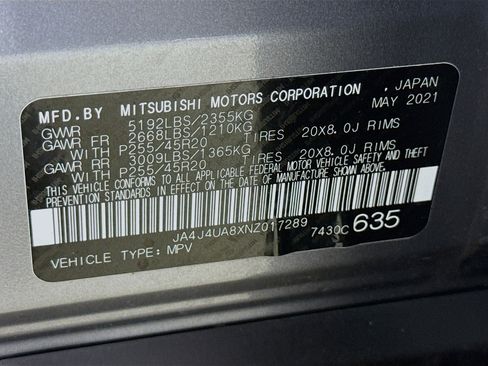 MFD.BY MITSUBISHI MOTORS CORPORATION , JAPAN
MAY 2021
GVWR 5192LBS/2355KG
GAWR FR 2668LBS/1210KG
WITH P255/45R20 TIRES 20X8.0J RIMS
GAWR RR 3009LBS/1365KG
WITH P255/45R20 TIRES 20X8.0J RIMS
THIS VEHICLE CONFORMS TO ALL APPLICABLE FEDERAL MOTOR VEHICLE SAFETY AND THEFT
PREVENTION STANDARDS IN EFFECT ON THE DATE OF MANUFACTURE SHOWN ABOVE.
JA4J4UA8XNZ017289 7430C 635
VEHICLE TYPE: MPV